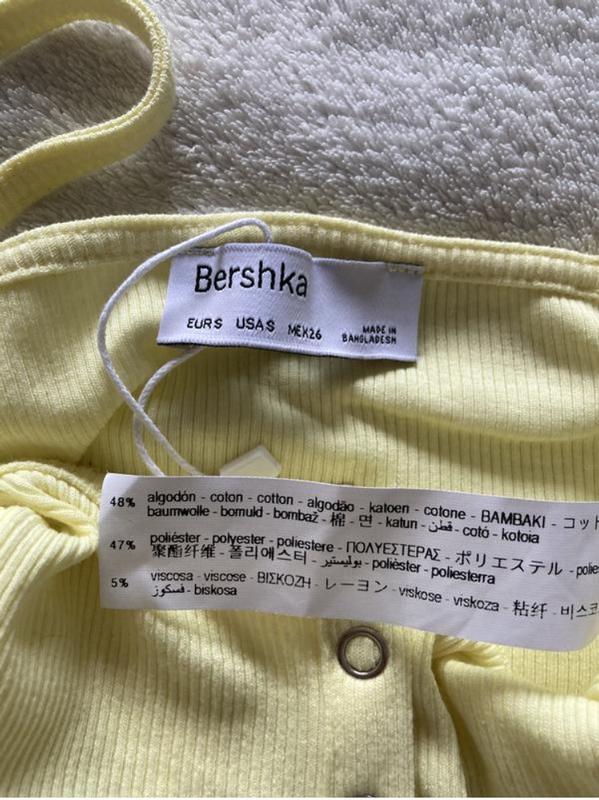 Bershka
EUR S USA S MEX 26 MADE IN
BANGLADESH
48% algodón - coton - cotton - algodão - katoen - cotone - BAMBAKI - コット
baumwolle - bomuld - bombaž - 棉 - 면 - katun - قطن - cotó - kotoia
47% poliéster - polyester - poliestere - ΠΟΛΥΕΣΤΕΡΑΣ - ポリエステル - polie
聚酯纤维 - 폴리에스터 - بوليستير - polièster - poliesterra
5% viscosa - viscose - ΒΙΣΚΟΖΗ - レーヨン - viskose - viskoza - 粘纤 - 비스코
فسكوز - biskosa